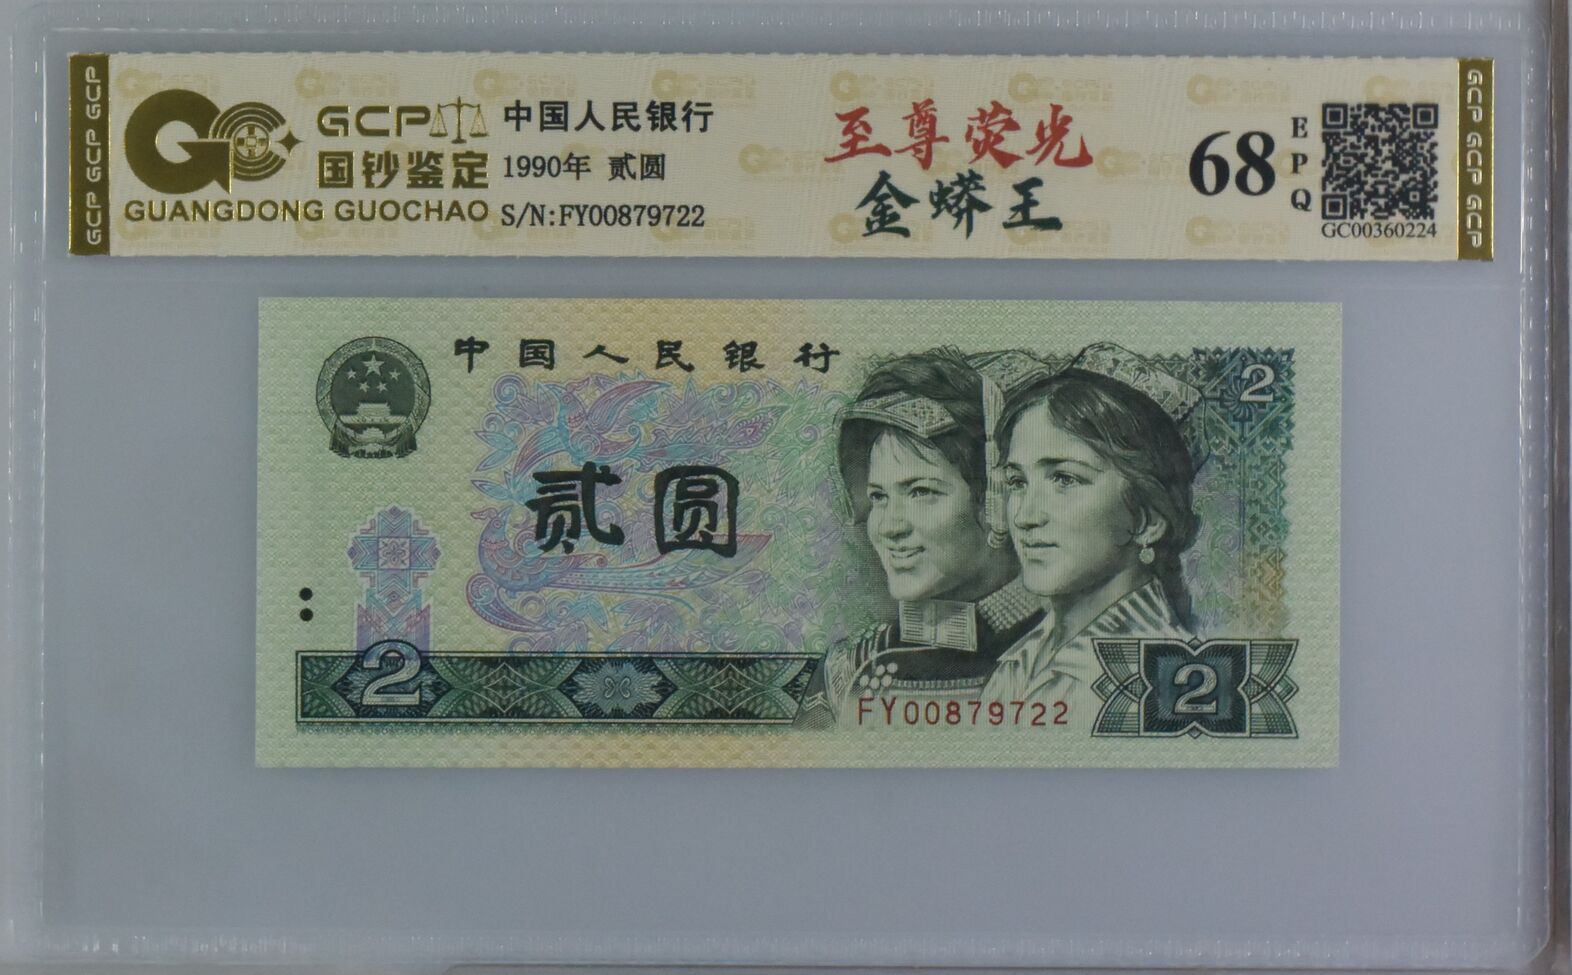 GCP GCP GCP
GCP
国钞鉴定
GUANGDONG GUOCHAO
中国人民银行
1990年 贰圆
S/N:FY00879722
至尊荧光
金蟒王
68
EPQ
GC00360224
GCP GCP GCP
中国人民银行
2
贰圆
2
FY00879722
2